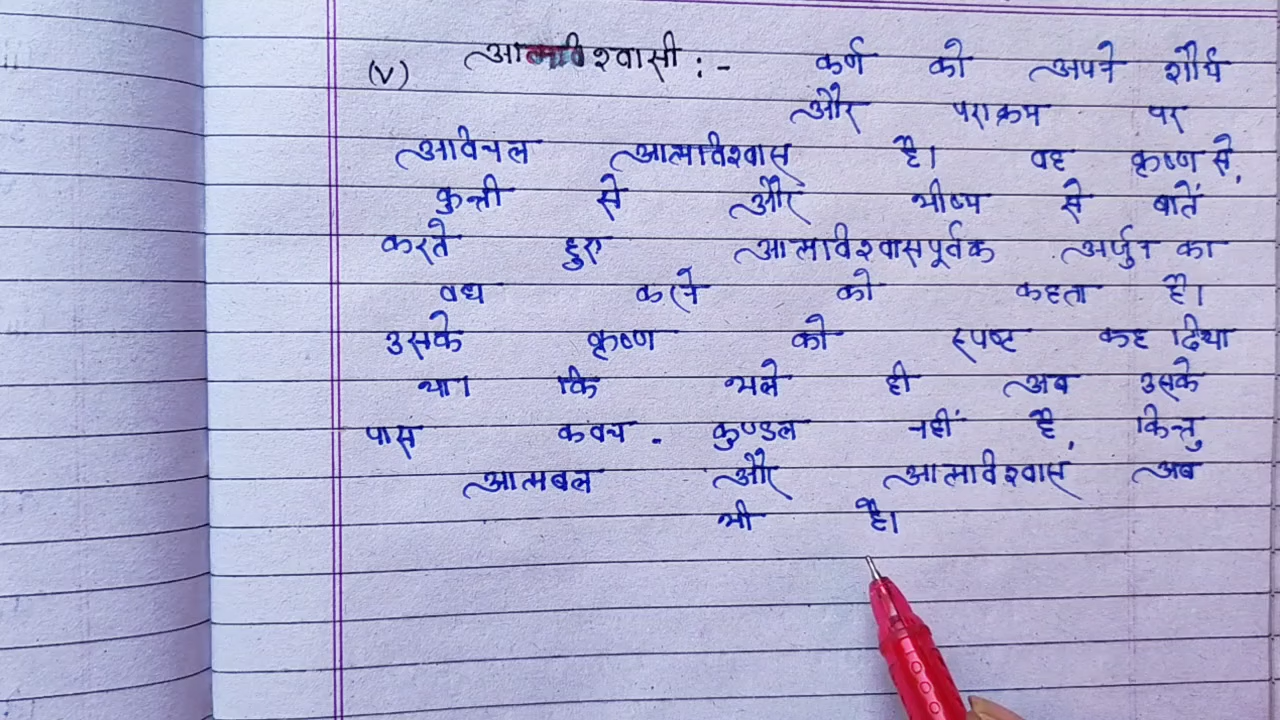 (v) आत्मविश्वासी :- कर्ण को अपने शौर्य
और पराक्रम पर
अविचल आत्मविश्वास है। वह कृष्ण से,
कुन्ती से और भीष्म से बातें
करते हुए आत्मविश्वासपूर्वक अर्जुन का
वध करने को कहता है।
उसके कृष्ण को स्पष्ट कह दिया
था। कि भले ही अब उसके
पास कवच - कुण्डल नहीं है, किन्तु
आत्मबल और आत्मविश्वास अब
भी है।